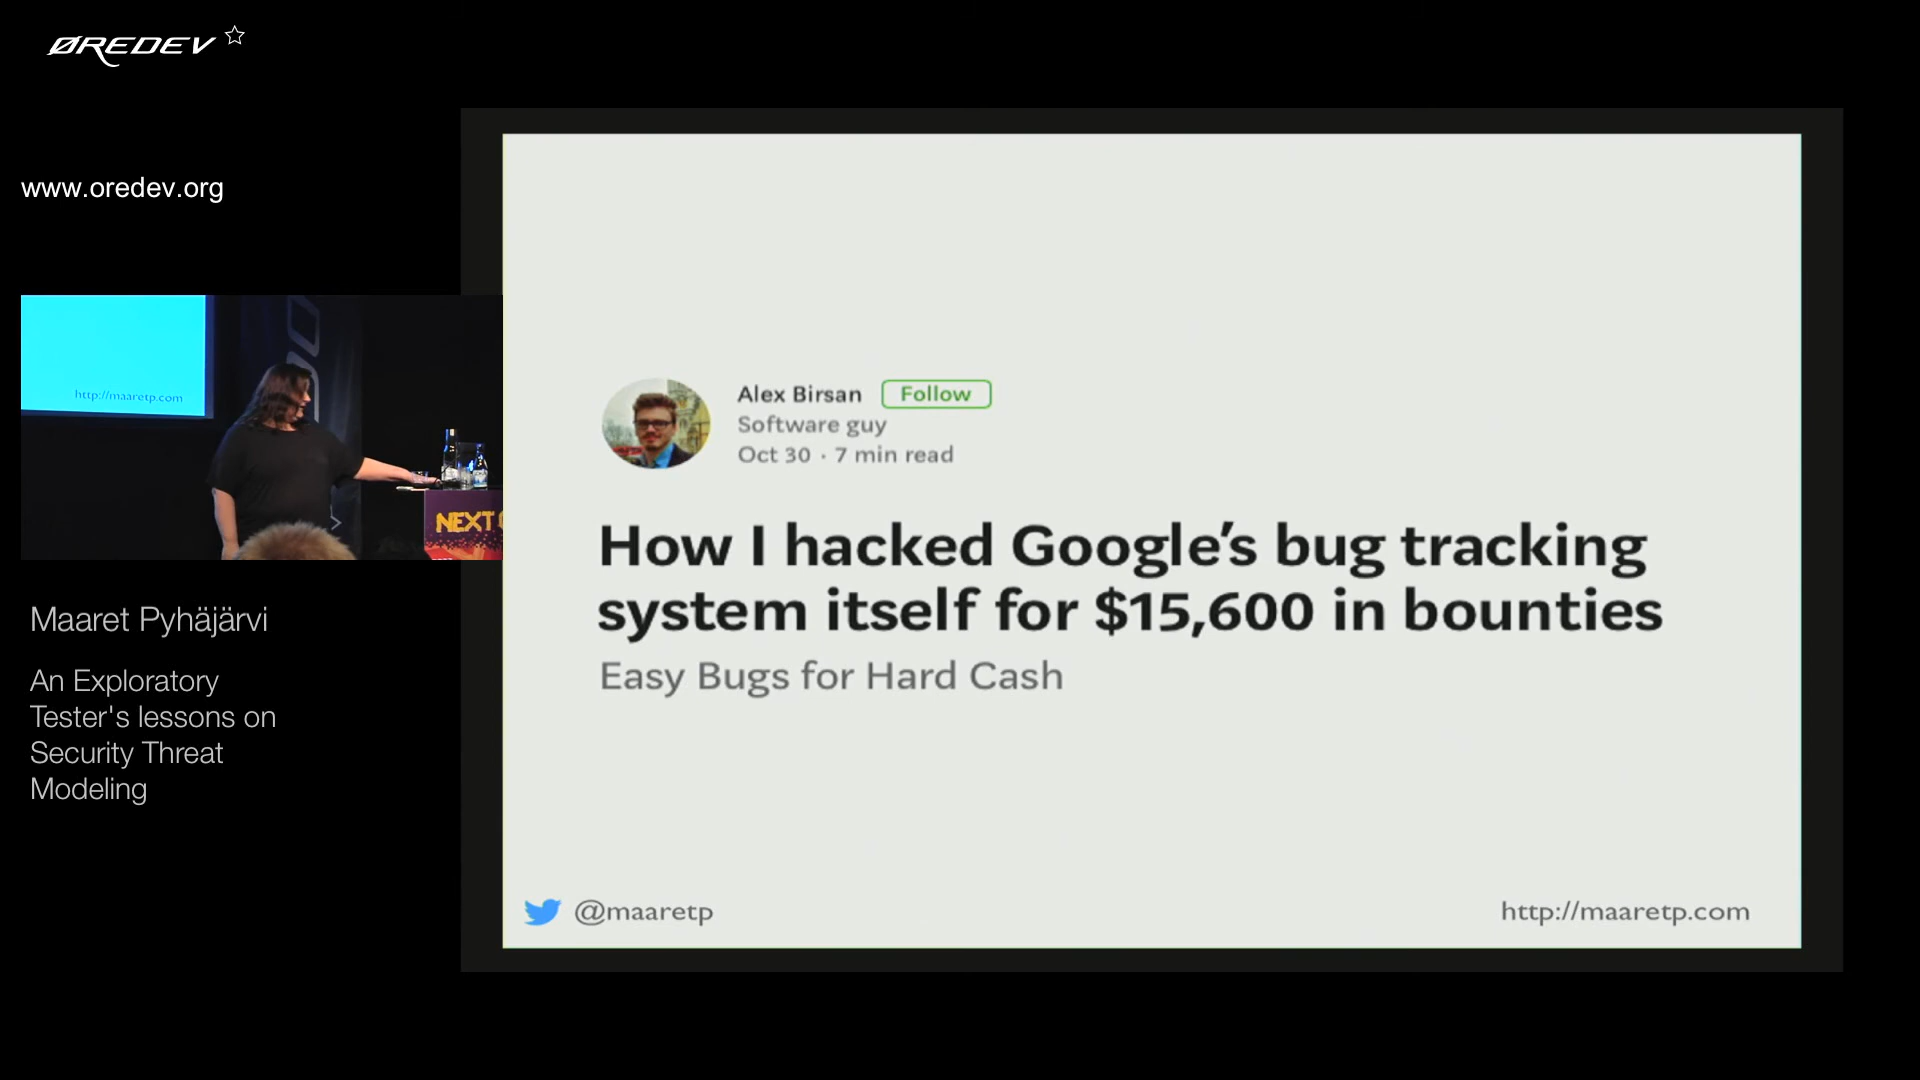 ØREDEV
www.oredev.org
http://maaretp.com
NEXT
Maaret Pyhäjärvi
An Exploratory
Tester's lessons on
Security Threat
Modeling
Alex Birsan Follow
Software guy
Oct 30 · 7 min read
How I hacked Google’s bug tracking
system itself for $15,600 in bounties
Easy Bugs for Hard Cash
@maaretp
http://maaretp.com